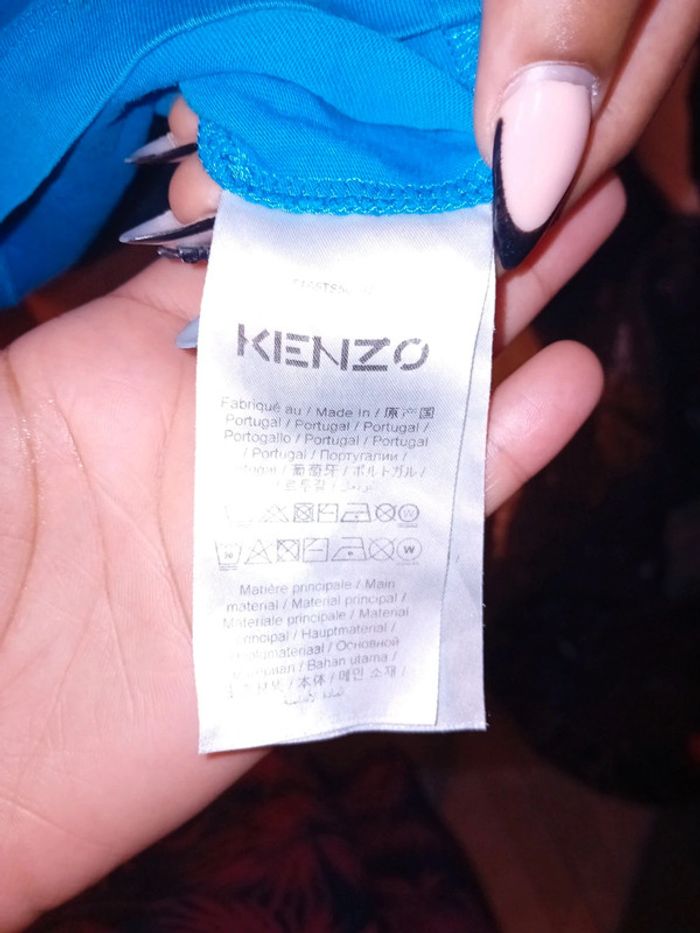 KENZO
Fabriqué au / Made in / 原产国
Portugal / Portugal / Portugal /
Portogallo / Portugal / Portugal
/ Portugal / Португалии /
/ 葡萄牙 / ポルトガル /
W
30
W
Matière principale / Main
material / Material principal /
Materiale principale / Material
principal / Hauptmaterial /
/ Основной
/ Bahan utama /
/ 本体 / 메인 소재 /